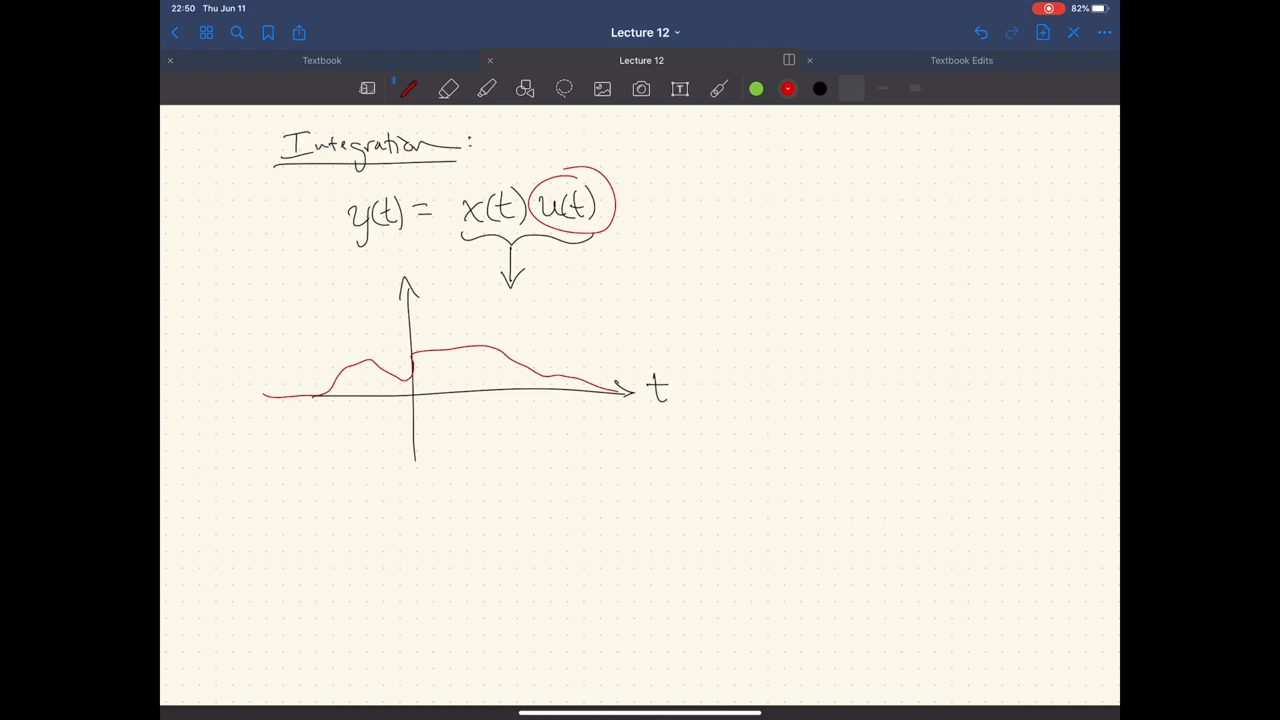 22:50 Thu Jun 11 82%
Lecture 12
Textbook Lecture 12 Textbook Edits
T
Integration :
y(t) = x(t) u(t)
t